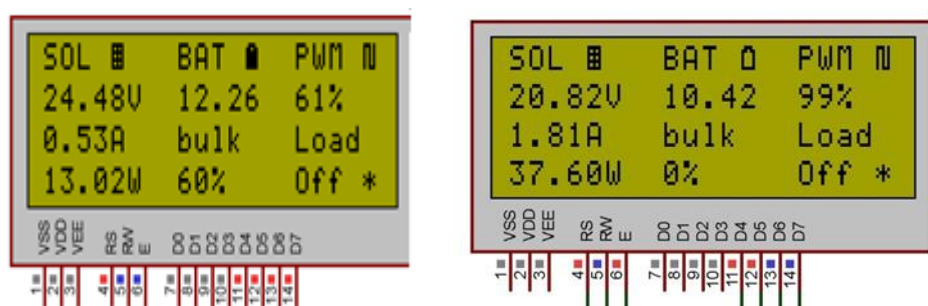 SOL BAT PWM
24.48V 12.26 61%
0.53A bulk Load
13.02W 60% Off *
VSS VDD VEE RS RW E D0 D1 D2 D3 D4 D5 D6 D7
1 2 3 4 5 6 7 8 9 10 11 12 13 14
SOL BAT PWM
20.82V 10.42 99%
1.81A bulk Load
37.60W 0% Off *
VSS VDD VEE RS RW E D0 D1 D2 D3 D4 D5 D6 D7
1 2 3 4 5 6 7 8 9 10 11 12 13 14